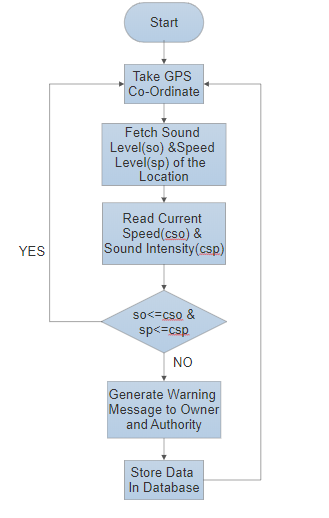 Start
Take GPS
Co-Ordinate
Fetch Sound
Level(so) &Speed
Level(sp) of the
Location
Read Current
Speed(cso) &
Sound Intensity(csp)
YES
so<=cso &
sp<=csp
NO
Generate Warning
Message to Owner
and Authority
Store Data
In Database